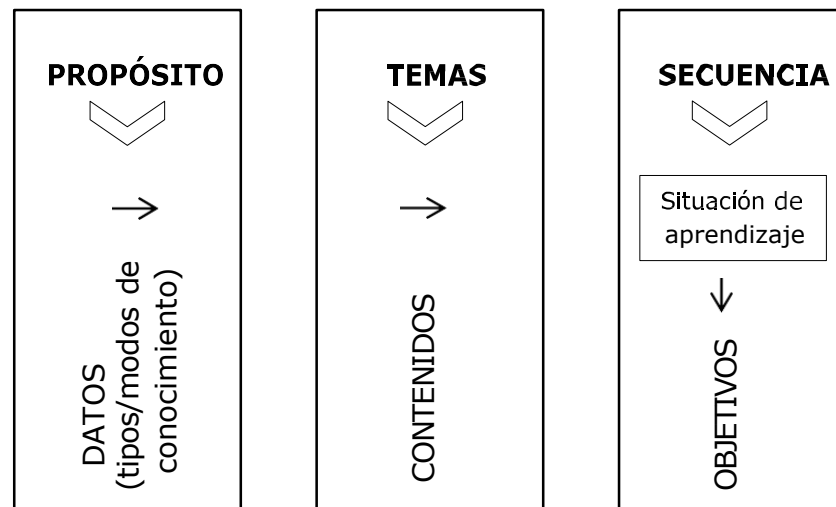 PROPÓSITO
DATOS
(tipos/modos de
conocimiento)
TEMAS
CONTENIDOS
SECUENCIA
Situación de
aprendizaje
OBJETIVOS